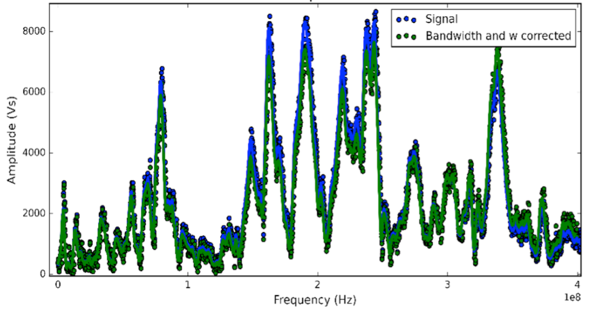 Signal
Bandwidth and w corrected
Amplitude (Vs)
8000
6000
4000
2000
0
0
1
2
3
4
1e8
Frequency (Hz)